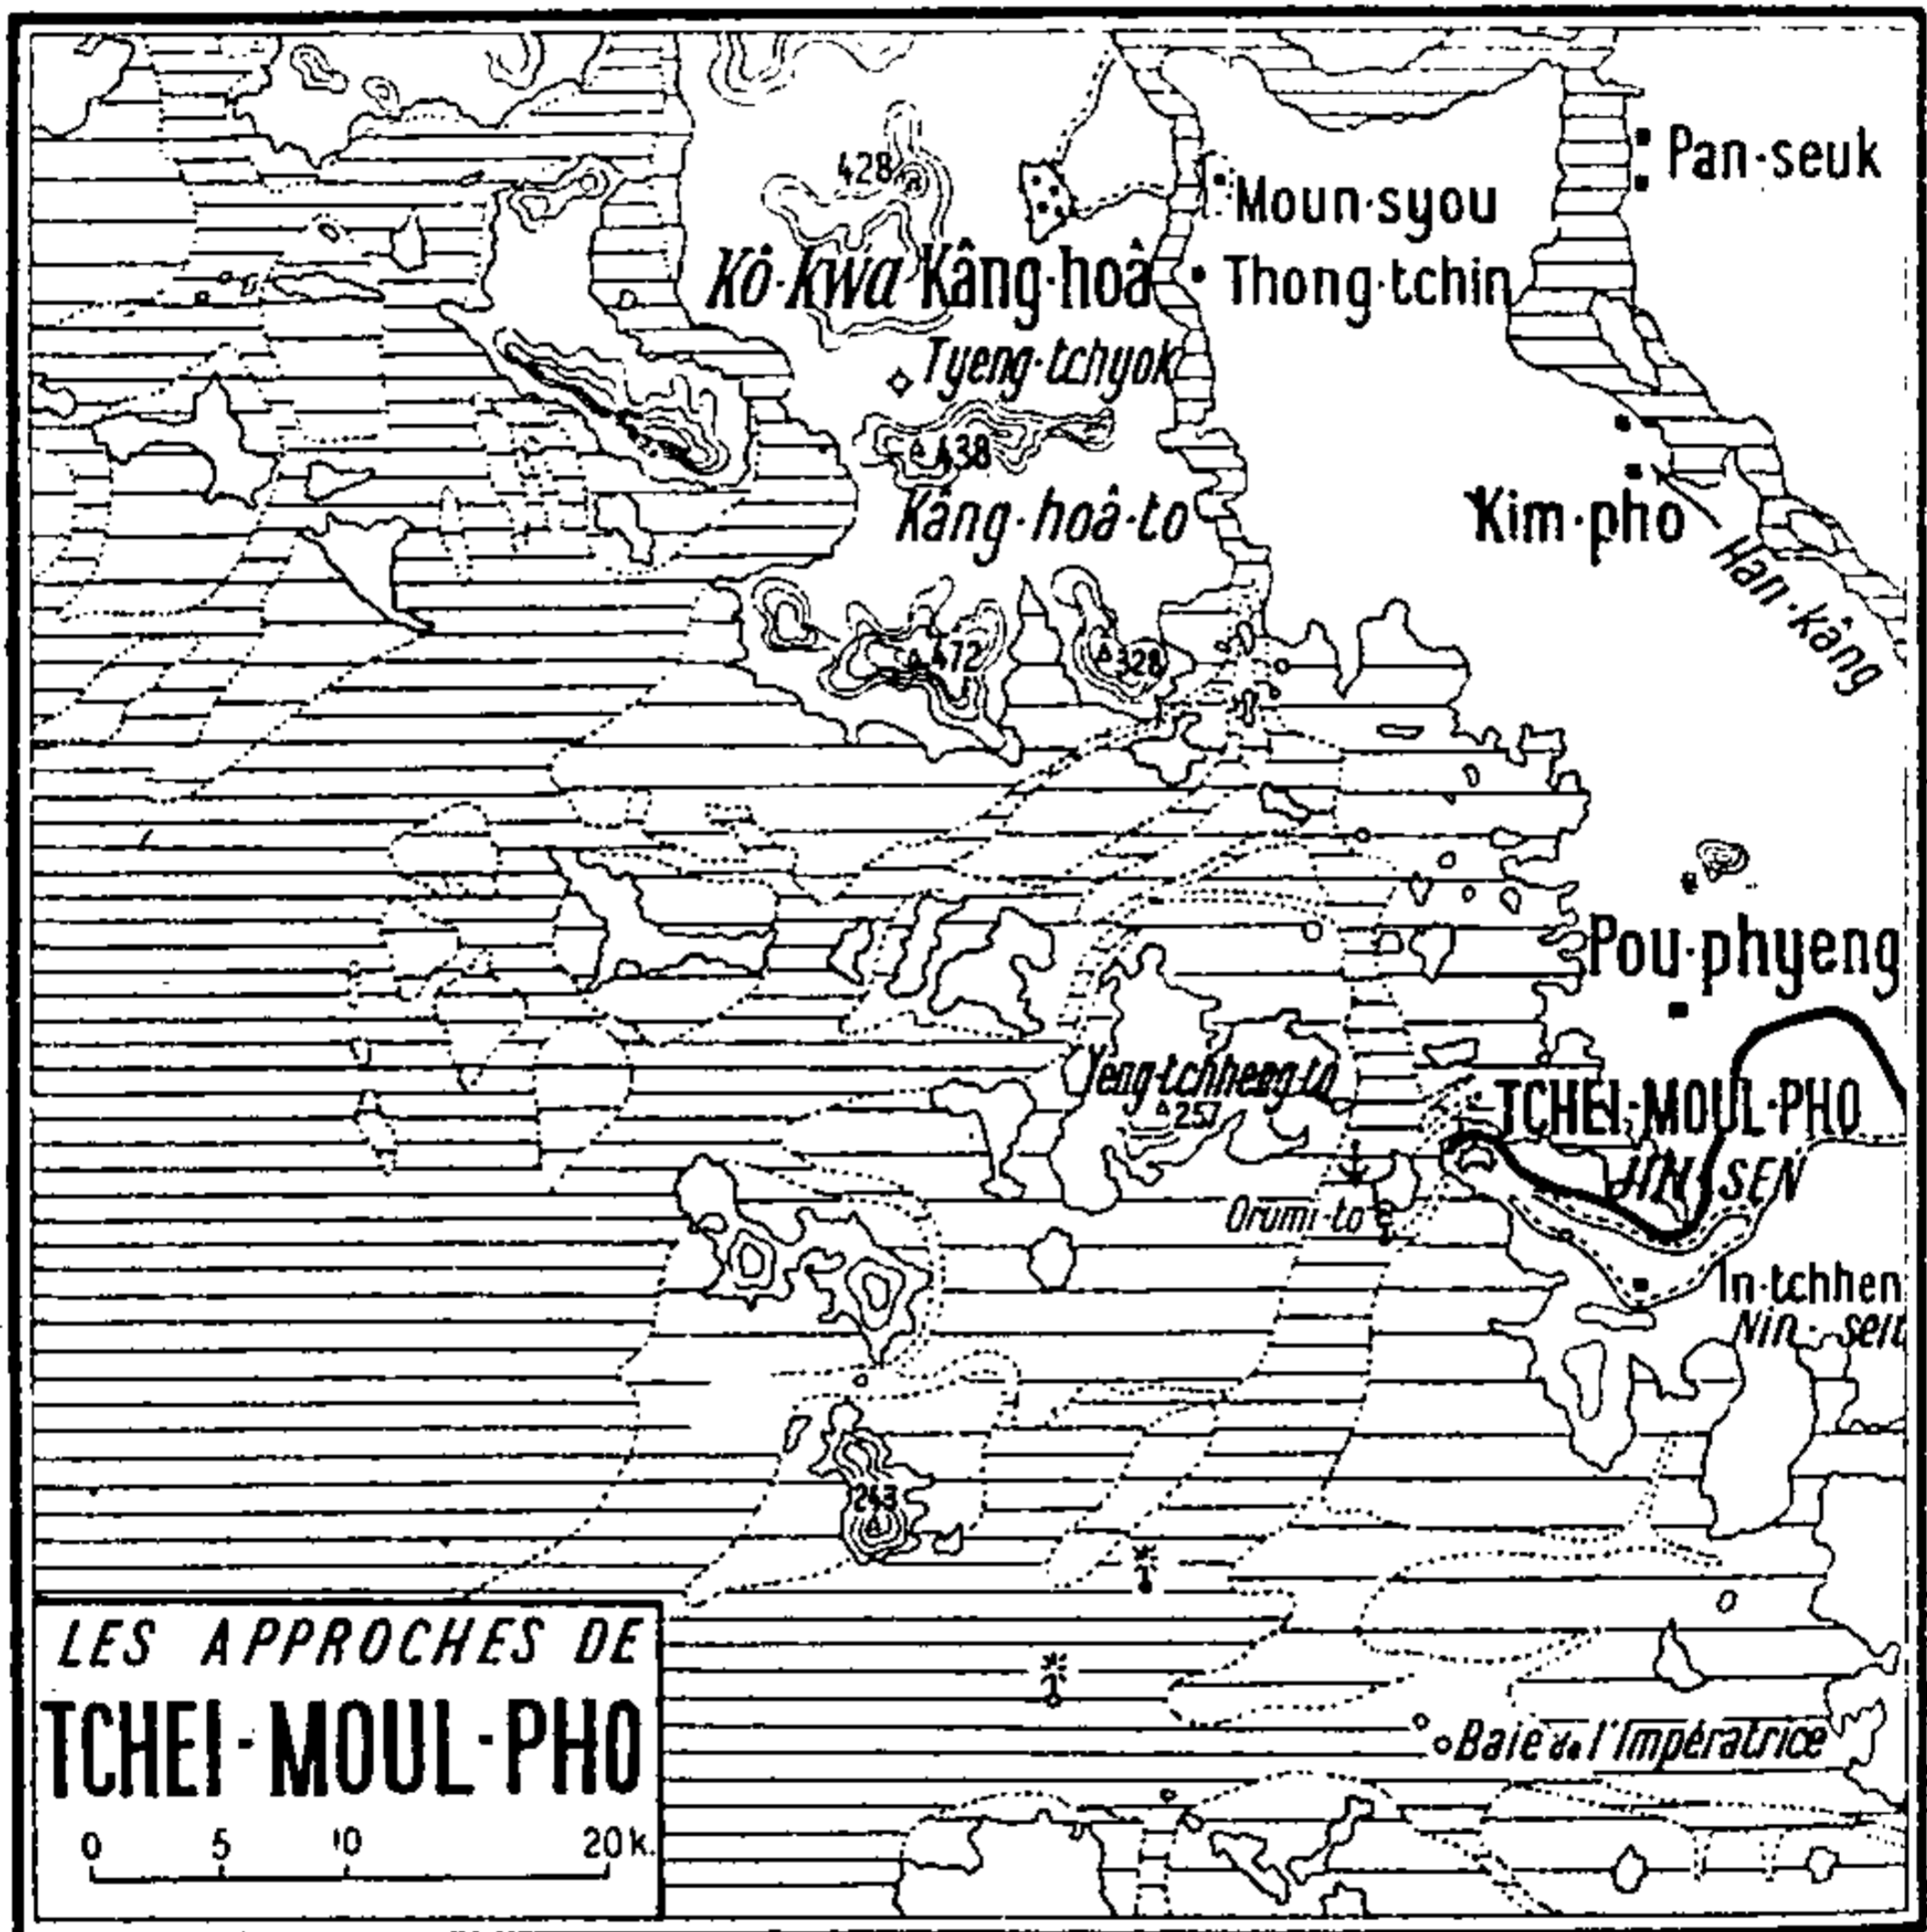 Pan-seuk
428
Moun-syou
Kô-kwa Kâng-hoâ
Thong-tchin
Tyeng-tchyok
438
Kâng-hoâ-to
Kim-pho
Han-kâng
472
328
Pou-phyeng
Yeng-tchheng-to
257
TCHEI-MOUL-PHO
JIN-SEN
Orumi-to
In-tchhen
Nin-sen
243
LES APPROCHES DE
TCHEI-MOUL-PHO
Baie de l'Impératrice
0 5 10 20k.